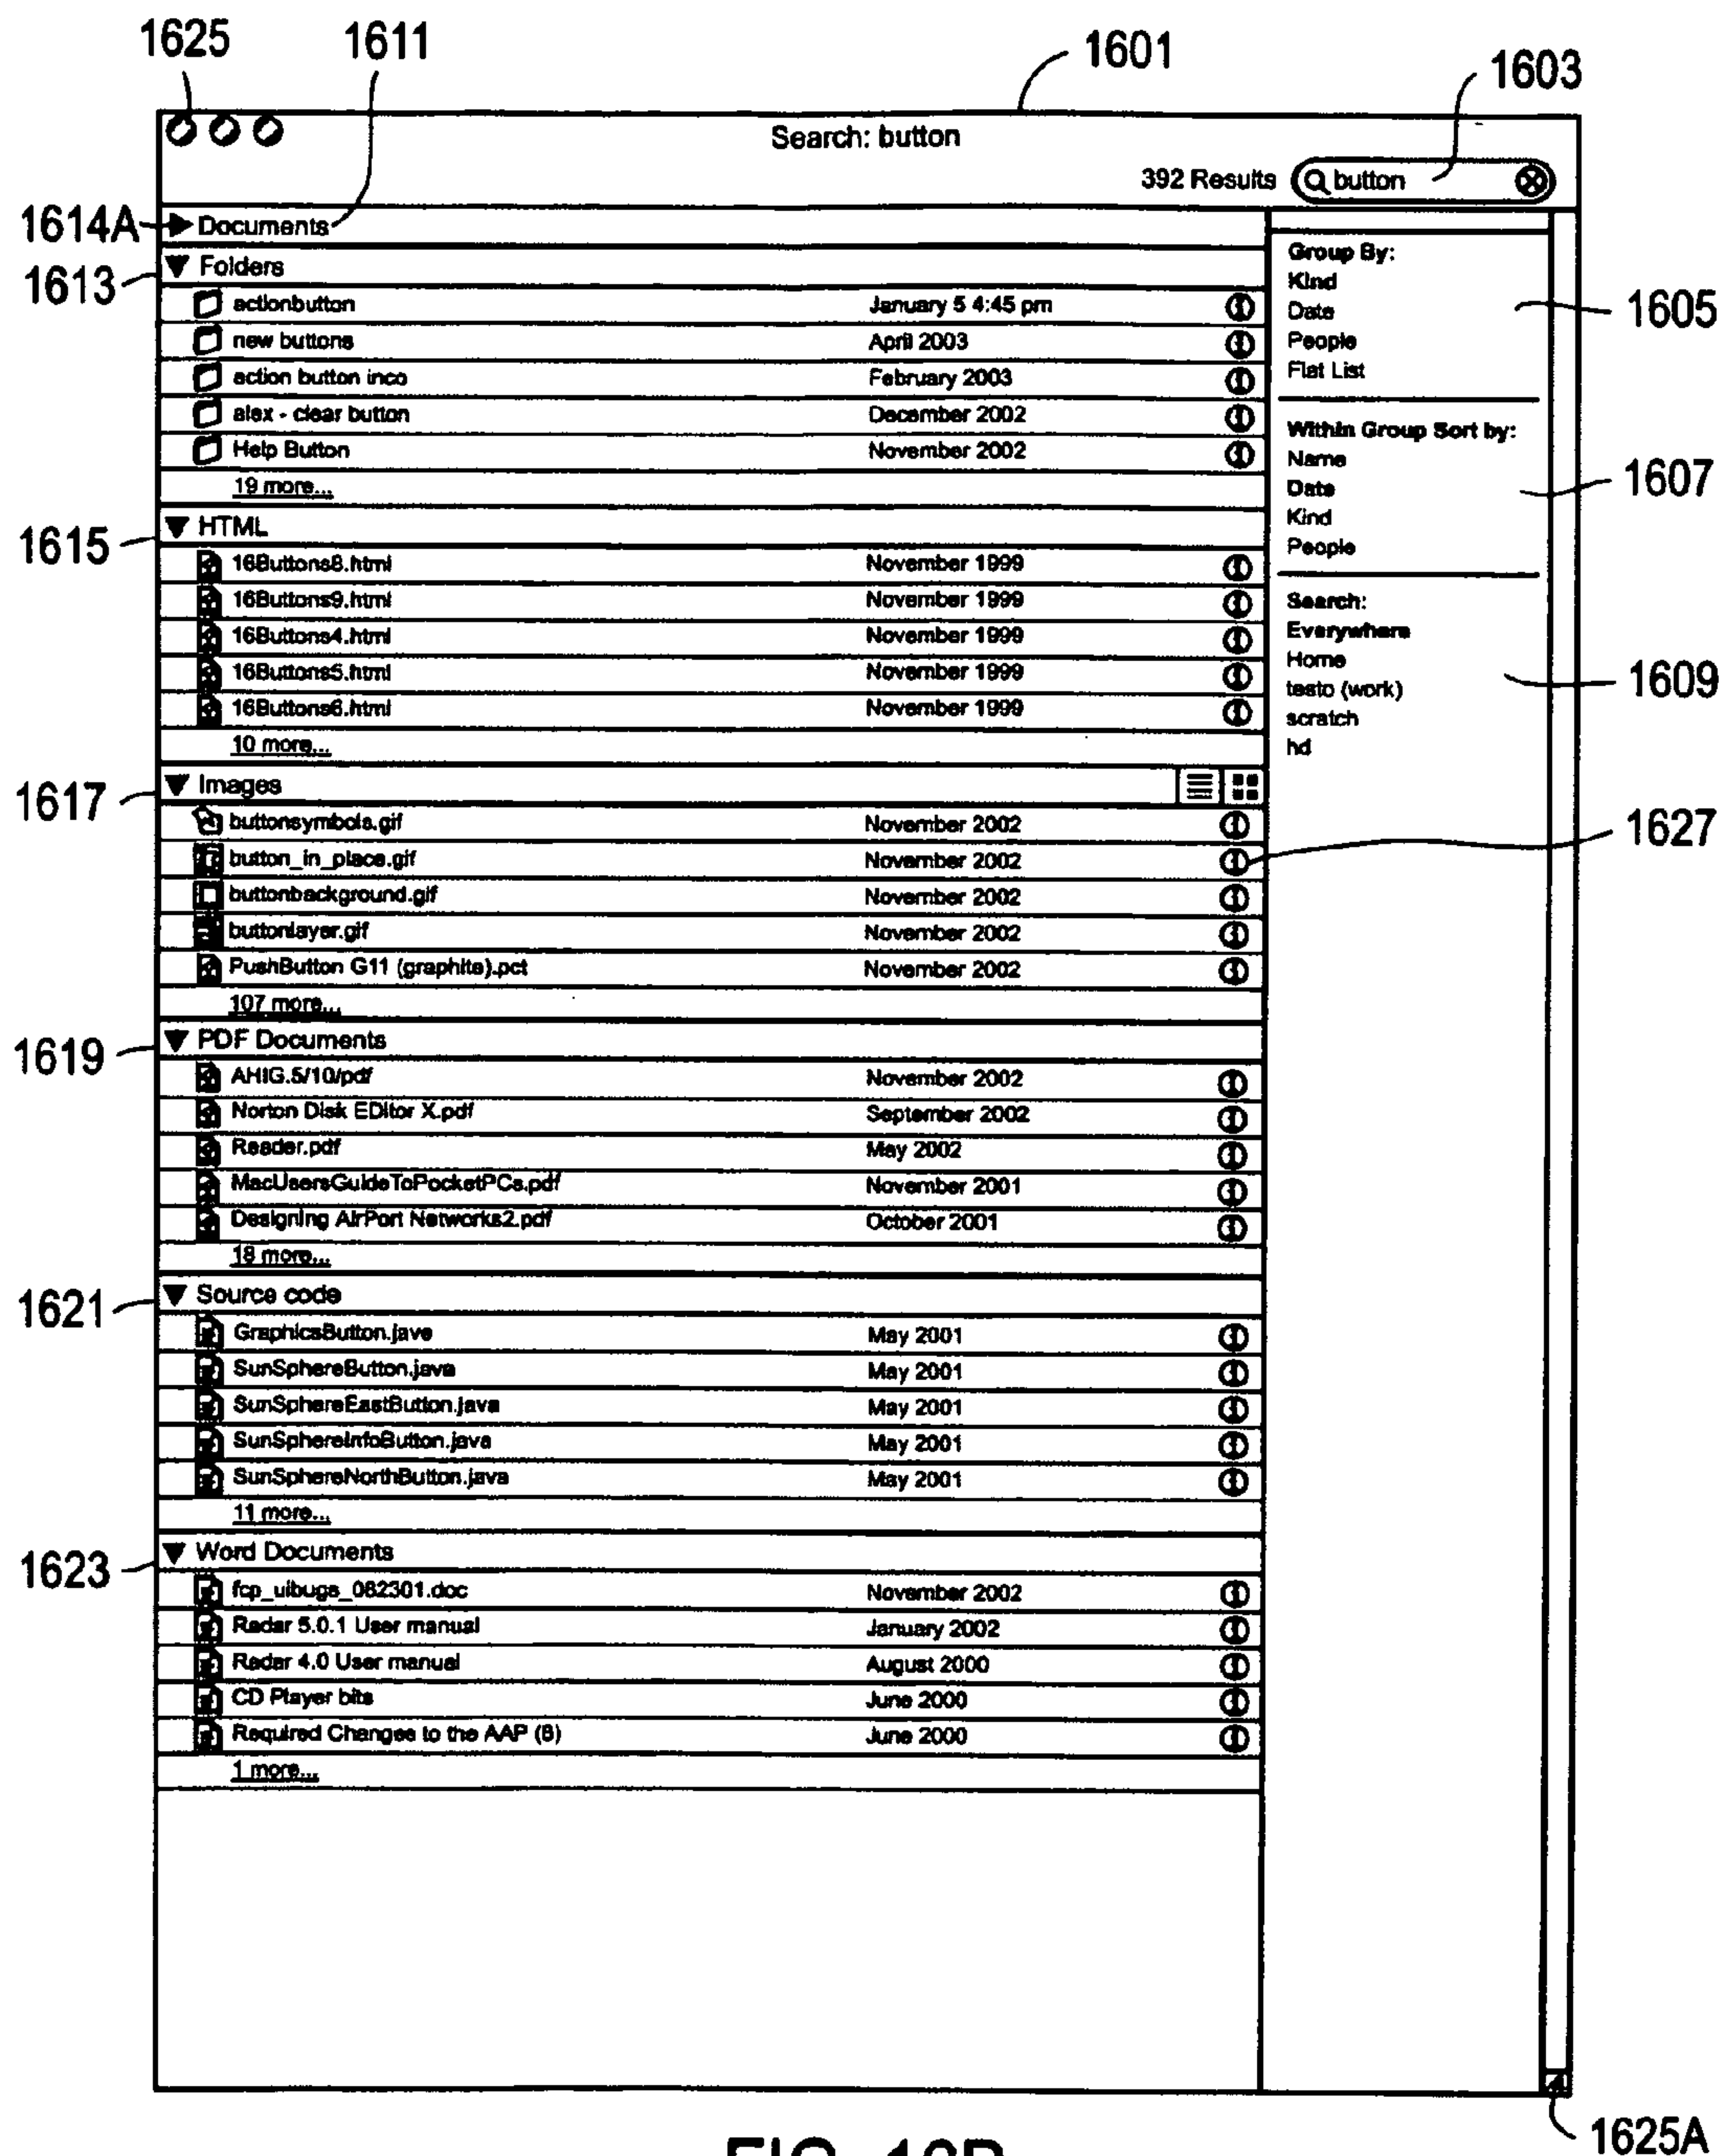 1625 1611 1601 1603
Search: button
392 Results button
1614A Documents
1613 Folders
actionbutton January 5 4:45 pm
new buttons April 2003
action button inco February 2003
alex - clear button December 2002
Help Button November 2002
19 more...
1615 HTML
16Buttons8.html November 1999
16Buttons9.html November 1999
16Buttons4.html November 1999
16Buttons5.html November 1999
16Buttons6.html November 1999
10 more...
1617 Images
buttonsymbols.gif November 2002
button_in_place.gif November 2002
buttonbackground.gif November 2002
buttonlayer.gif November 2002
PushButton G11 (graphite).pct November 2002
107 more...
1619 PDF Documents
AHIG.5/10/pdf November 2002
Norton Disk EDitor X.pdf September 2002
Reader.pdf May 2002
MacUsersGuideToPocketPCs.pdf November 2001
Designing AirPort Networks2.pdf October 2001
18 more...
1621 Source code
GraphicsButton.jave May 2001
SunSphereButton.java May 2001
SunSphereEastButton.java May 2001
SunSphereInfoButton.java May 2001
SunSphereNorthButton.java May 2001
11 more...
1623 Word Documents
fcp_uibugs_082301.doc November 2002
Radar 5.0.1 User manual January 2002
Radar 4.0 User manual August 2000
CD Player bits June 2000
Required Changes to the AAP (8) June 2000
1 more...
Group By:
Kind
Date
People
Flat List
1605
Within Group Sort by:
Name
Date
Kind
People
1607
Search:
Everywhere
Home
testo (work)
scratch
hd
1609
1627
1625A